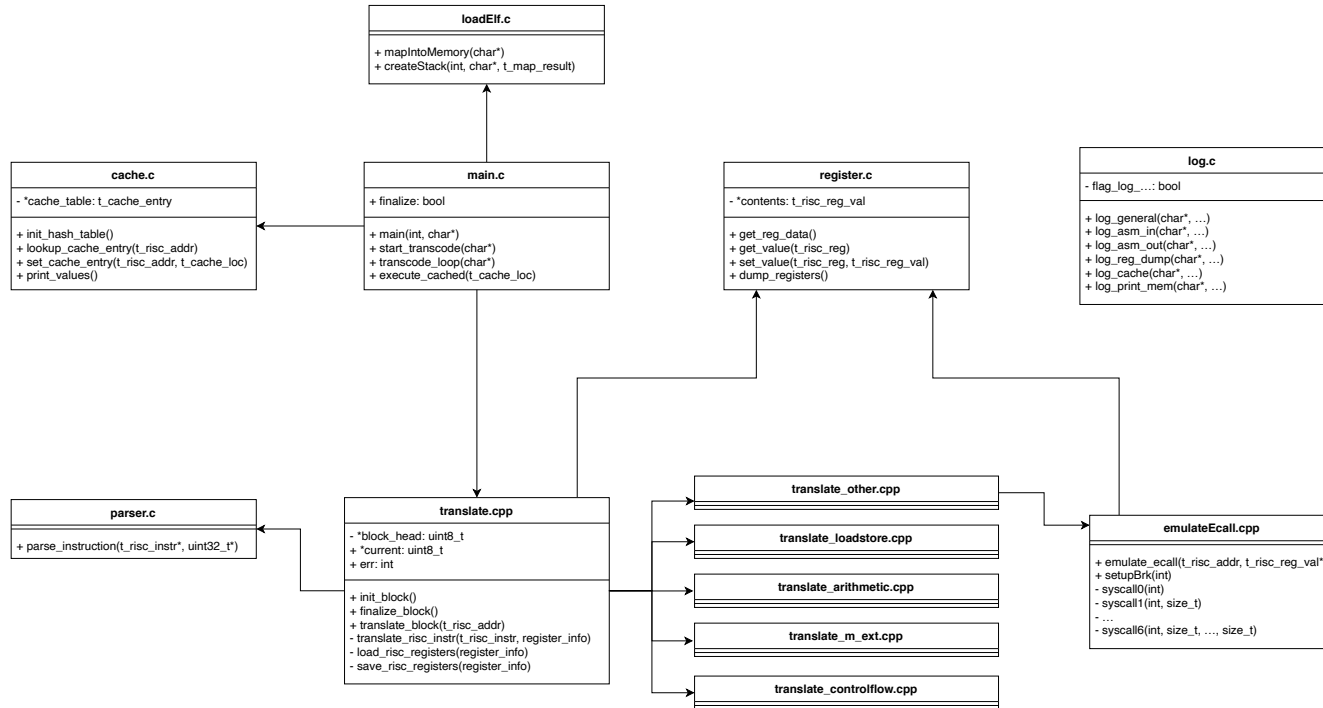 loadElf.c
+ mapIntoMemory(char*)
+ createStack(int, char*, t_map_result)
cache.c
- *cache_table: t_cache_entry
+ init_hash_table()
+ lookup_cache_entry(t_risc_addr)
+ set_cache_entry(t_risc_addr, t_cache_loc)
+ print_values()
main.c
+ finalize: bool
+ main(int, char*)
+ start_transcode(char*)
+ transcode_loop(char*)
+ execute_cached(t_cache_loc)
register.c
- *contents: t_risc_reg_val
+ get_reg_data()
+ get_value(t_risc_reg)
+ set_value(t_risc_reg, t_risc_reg_val)
+ dump_registers()
log.c
- flag_log_…: bool
+ log_general(char*, …)
+ log_asm_in(char*, …)
+ log_asm_out(char*, …)
+ log_reg_dump(char*, …)
+ log_cache(char*, …)
+ log_print_mem(char*, …)
parser.c
+ parse_instruction(t_risc_instr*, uint32_t*)
translate.cpp
- *block_head: uint8_t
+ *current: uint8_t
+ err: int
+ init_block()
+ finalize_block()
+ translate_block(t_risc_addr)
- translate_risc_instr(t_risc_instr, register_info)
- load_risc_registers(register_info)
- save_risc_registers(register_info)
translate_other.cpp
translate_loadstore.cpp
translate_arithmetic.cpp
translate_m_ext.cpp
translate_controlflow.cpp
emulateEcall.cpp
+ emulate_ecall(t_risc_addr, t_risc_reg_val*
+ setupBrk(int)
- syscall0(int)
- syscall1(int, size_t)
- …
- syscall6(int, size_t, …, size_t)